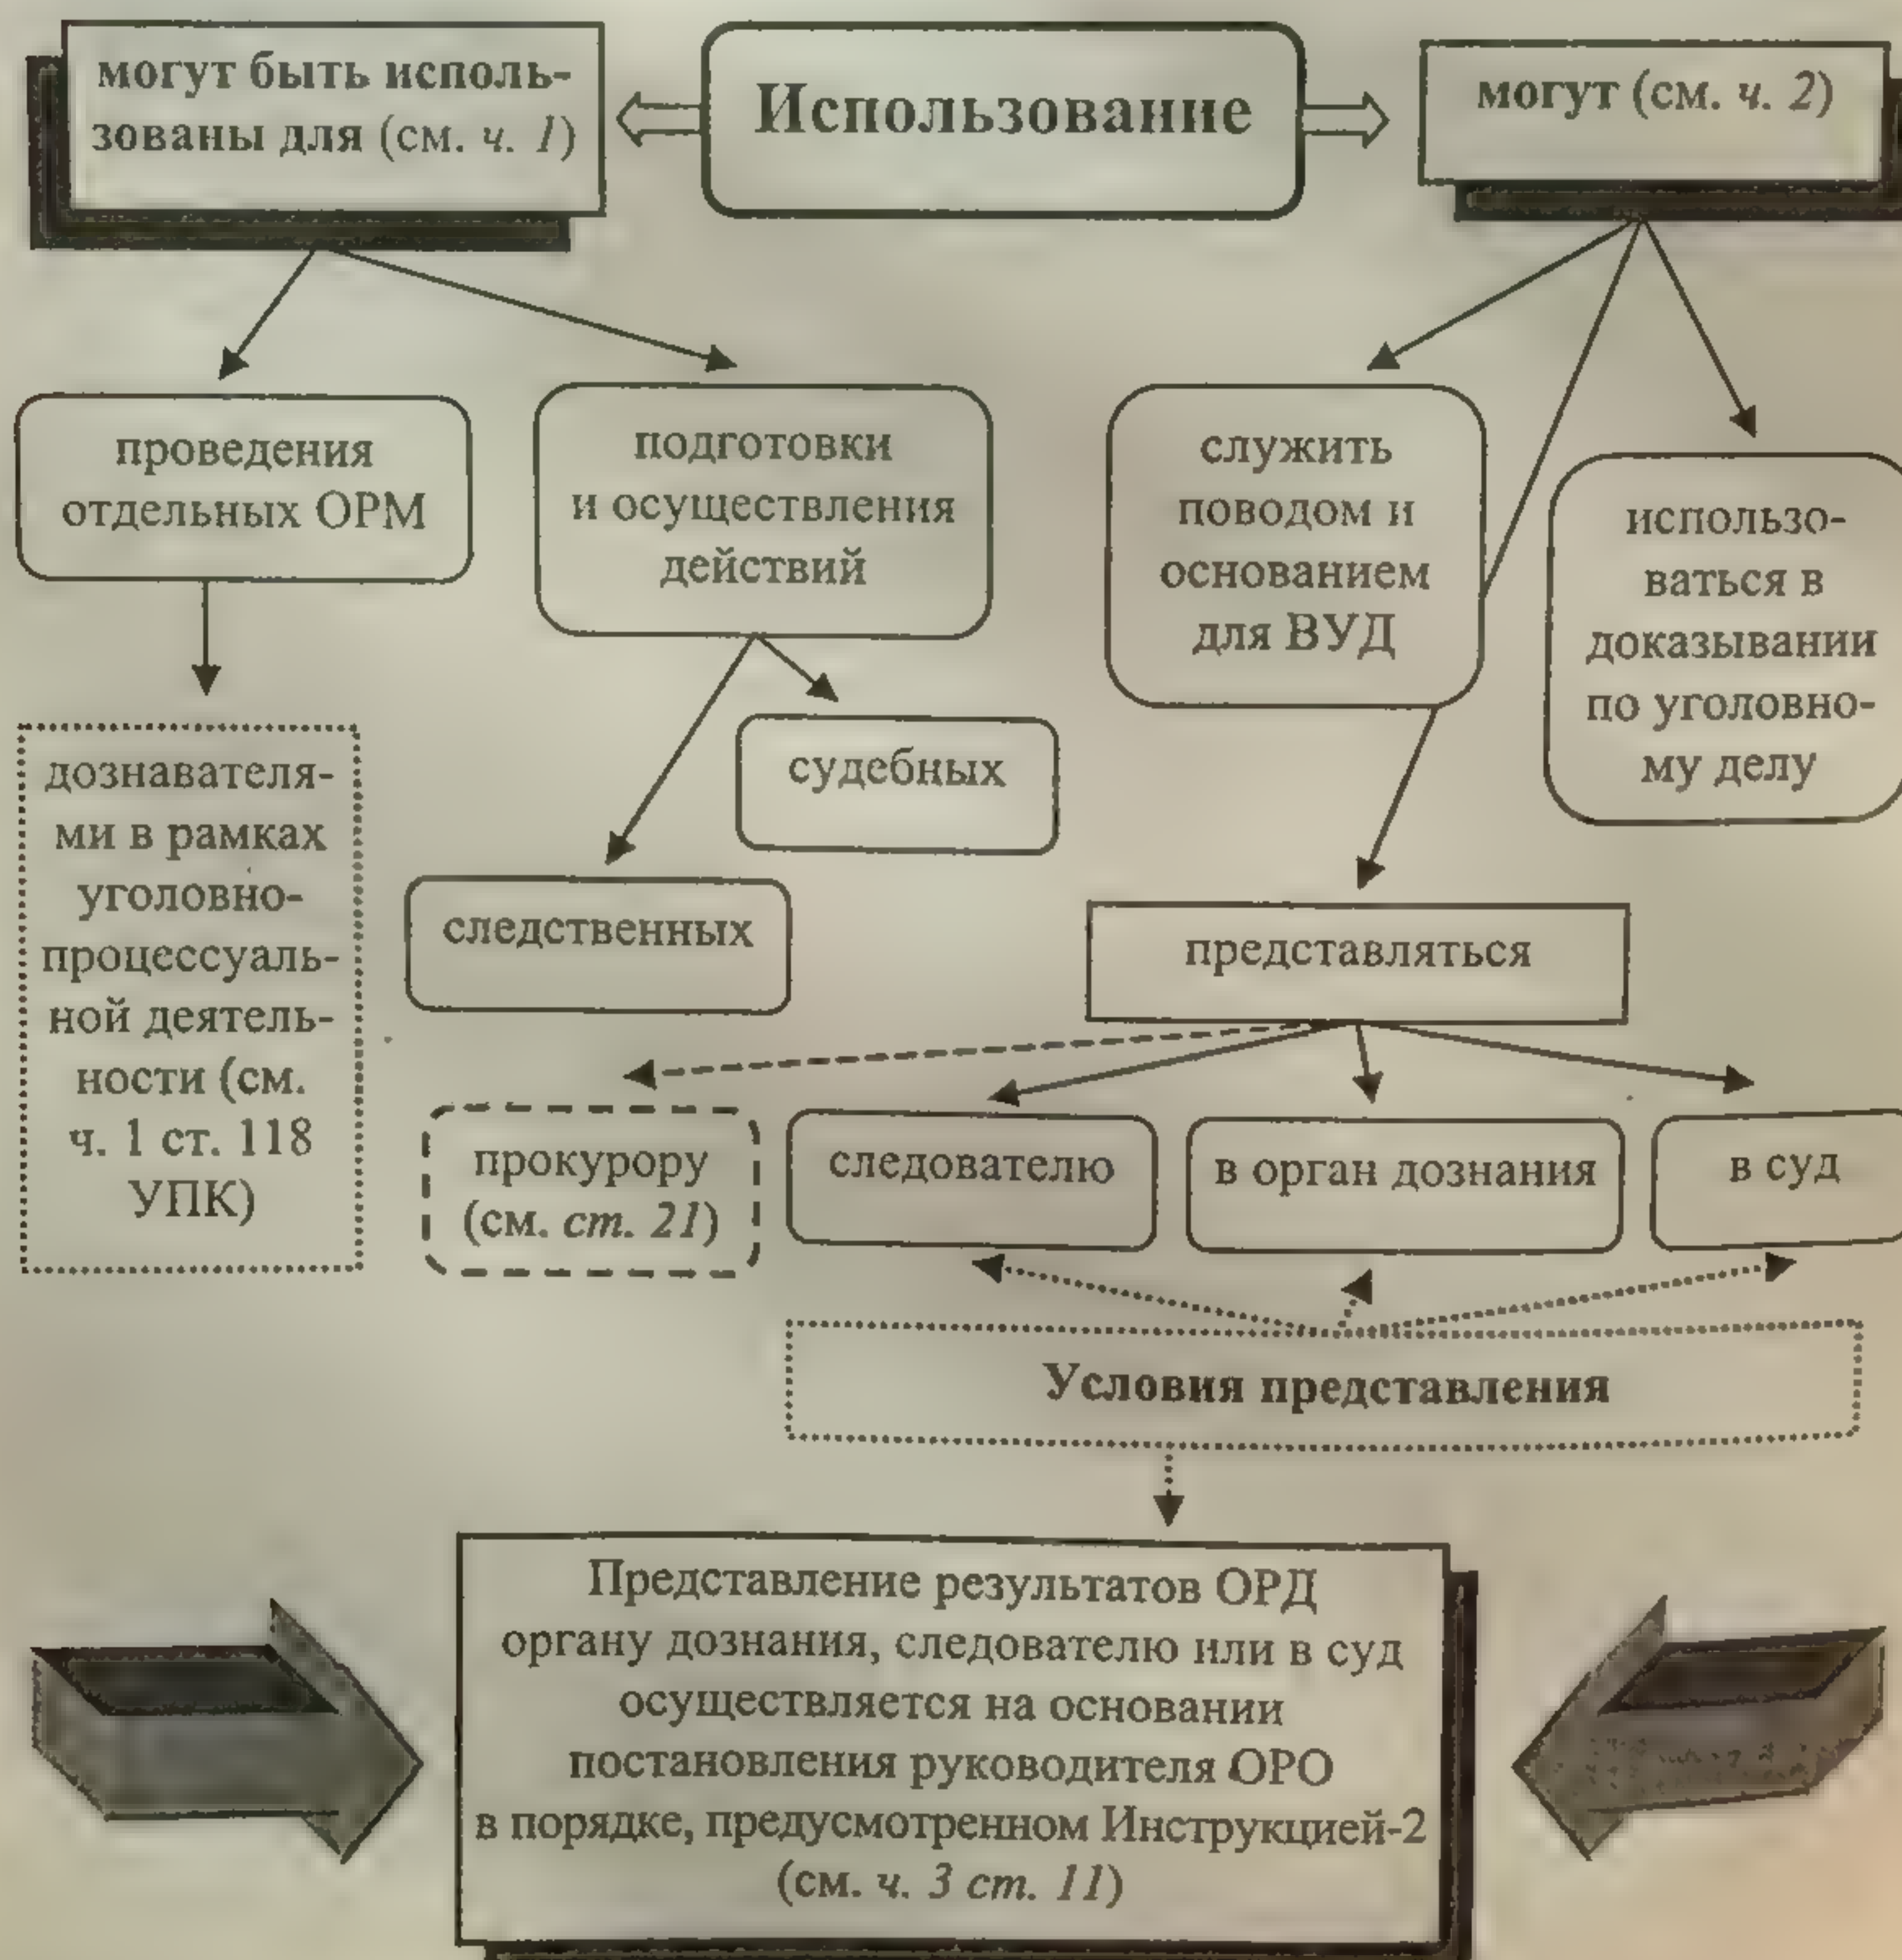 могут быть исполь-
зованы для (см. ч. 1)
Использование
могут (см. ч. 2)
проведения
отдельных ОРМ
подготовки
и осуществления
действий
служить
поводом и
основанием
для ВУД
использо-
ваться в
доказывании
по уголовно-
му делу
дознавателя-
ми в рамках
уголовно-
процессуаль-
ной деятель-
ности (см.
ч. 1 ст. 118
УПК)
судебных
следственных
представляться
прокурору
(см. ст. 21)
следователю
в орган дознания
в суд
Условия представления
Представление результатов ОРД
органу дознания, следователю или в суд
осуществляется на основании
постановления руководителя ОРО
в порядке, предусмотренном Инструкцией-2
(см. ч. 3 ст. 11)